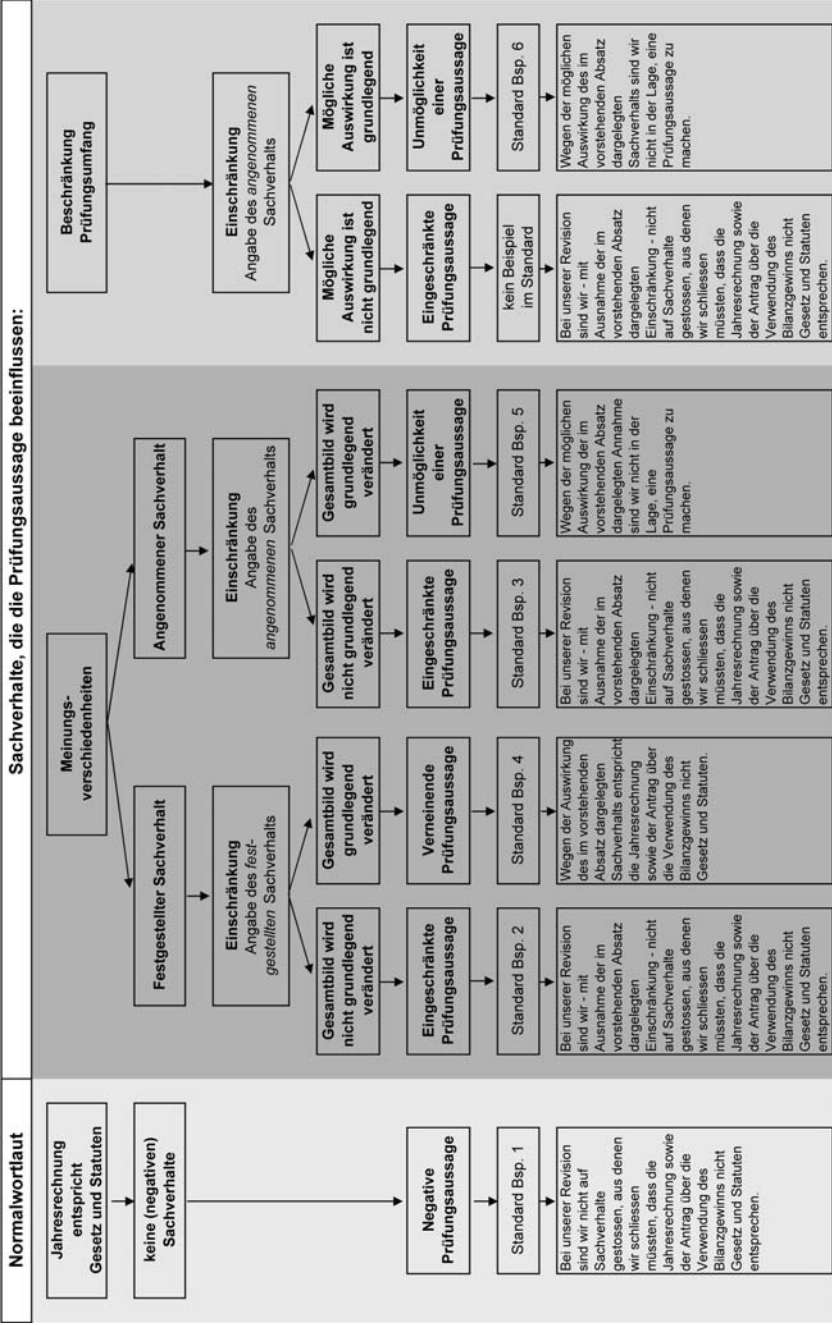 Normalwortlaut
Jahresrechnung
entspricht
Gesetz und Statuten
keine (negativen)
Sachverhalte
Negative
Prüfungsaussage
Standard Bsp. 1
Bei unserer Revision
sind wir nicht auf
Sachverhalte
gestossen, aus denen
wir schliessen
müssten, dass die
Jahresrechnung sowie
der Antrag über die
Verwendung des
Bilanzgewinns nicht
Gesetz und Statuten
entsprechen.
Sachverhalte, die die Prüfungsaussage beeinflussen:
Meinungs-
verschiedenheiten
Festgestellter Sachverhalt
Einschränkung
Angabe des fest-
gestellten Sachverhalts
Gesamtbild wird
nicht grundlegend
verändert
Eingeschränkte
Prüfungsaussage
Standard Bsp. 2
Bei unserer Revision
sind wir - mit
Ausnahme der im
vorstehenden Absatz
dargelegten
Einschränkung - nicht
auf Sachverhalte
gestossen, aus denen
wir schliessen
müssten, dass die
Jahresrechnung sowie
der Antrag über die
Verwendung des
Bilanzgewinns nicht
Gesetz und Statuten
entsprechen.
Gesamtbild wird
grundlegend
verändert
Verneinende
Prüfungsaussage
Standard Bsp. 4
Wegen der Auswirkung
des im vorstehenden
Absatz dargelegten
Sachverhalts entspricht
die Jahresrechnung
sowie der Antrag über
die Verwendung des
Bilanzgewinns nicht
Gesetz und Statuten.
Angenommener Sachverhalt
Einschränkung
Angabe des
angenommenen Sachverhalts
Gesamtbild wird
nicht grundlegend
verändert
Eingeschränkte
Prüfungsaussage
Standard Bsp. 3
Bei unserer Revision
sind wir - mit
Ausnahme der im
vorstehenden Absatz
dargelegten
Einschränkung - nicht
auf Sachverhalte
gestossen, aus denen
wir schliessen
müssten, dass die
Jahresrechnung sowie
der Antrag über die
Verwendung des
Bilanzgewinns nicht
Gesetz und Statuten
entsprechen.
Gesamtbild wird
grundlegend
verändert
Unmöglichkeit
einer
Prüfungsaussage
Standard Bsp. 5
Wegen der möglichen
Auswirkung der im
vorstehenden Absatz
dargelegten Annahme
sind wir nicht in der
Lage, eine
Prüfungsaussage zu
machen.
Beschränkung
Prüfungsumfang
Einschränkung
Angabe des angenommenen
Sachverhalts
Mögliche
Auswirkung ist
nicht grundlegend
Eingeschränkte
Prüfungsaussage
kein Beispiel
im Standard
Bei unserer Revision
sind wir - mit
Ausnahme der im
vorstehenden Absatz
dargelegten
Einschränkung - nicht
auf Sachverhalte
gestossen, aus denen
wir schliessen
müssten, dass die
Jahresrechnung sowie
der Antrag über die
Verwendung des
Bilanzgewinns nicht
Gesetz und Statuten
entsprechen.
Mögliche
Auswirkung ist
grundlegend
Unmöglichkeit
einer
Prüfungsaussage
Standard Bsp. 6
Wegen der möglichen
Auswirkung des im
vorstehenden Absatz
dargelegten
Sachverhalts sind wir
nicht in der Lage, eine
Prüfungsaussage zu
machen.